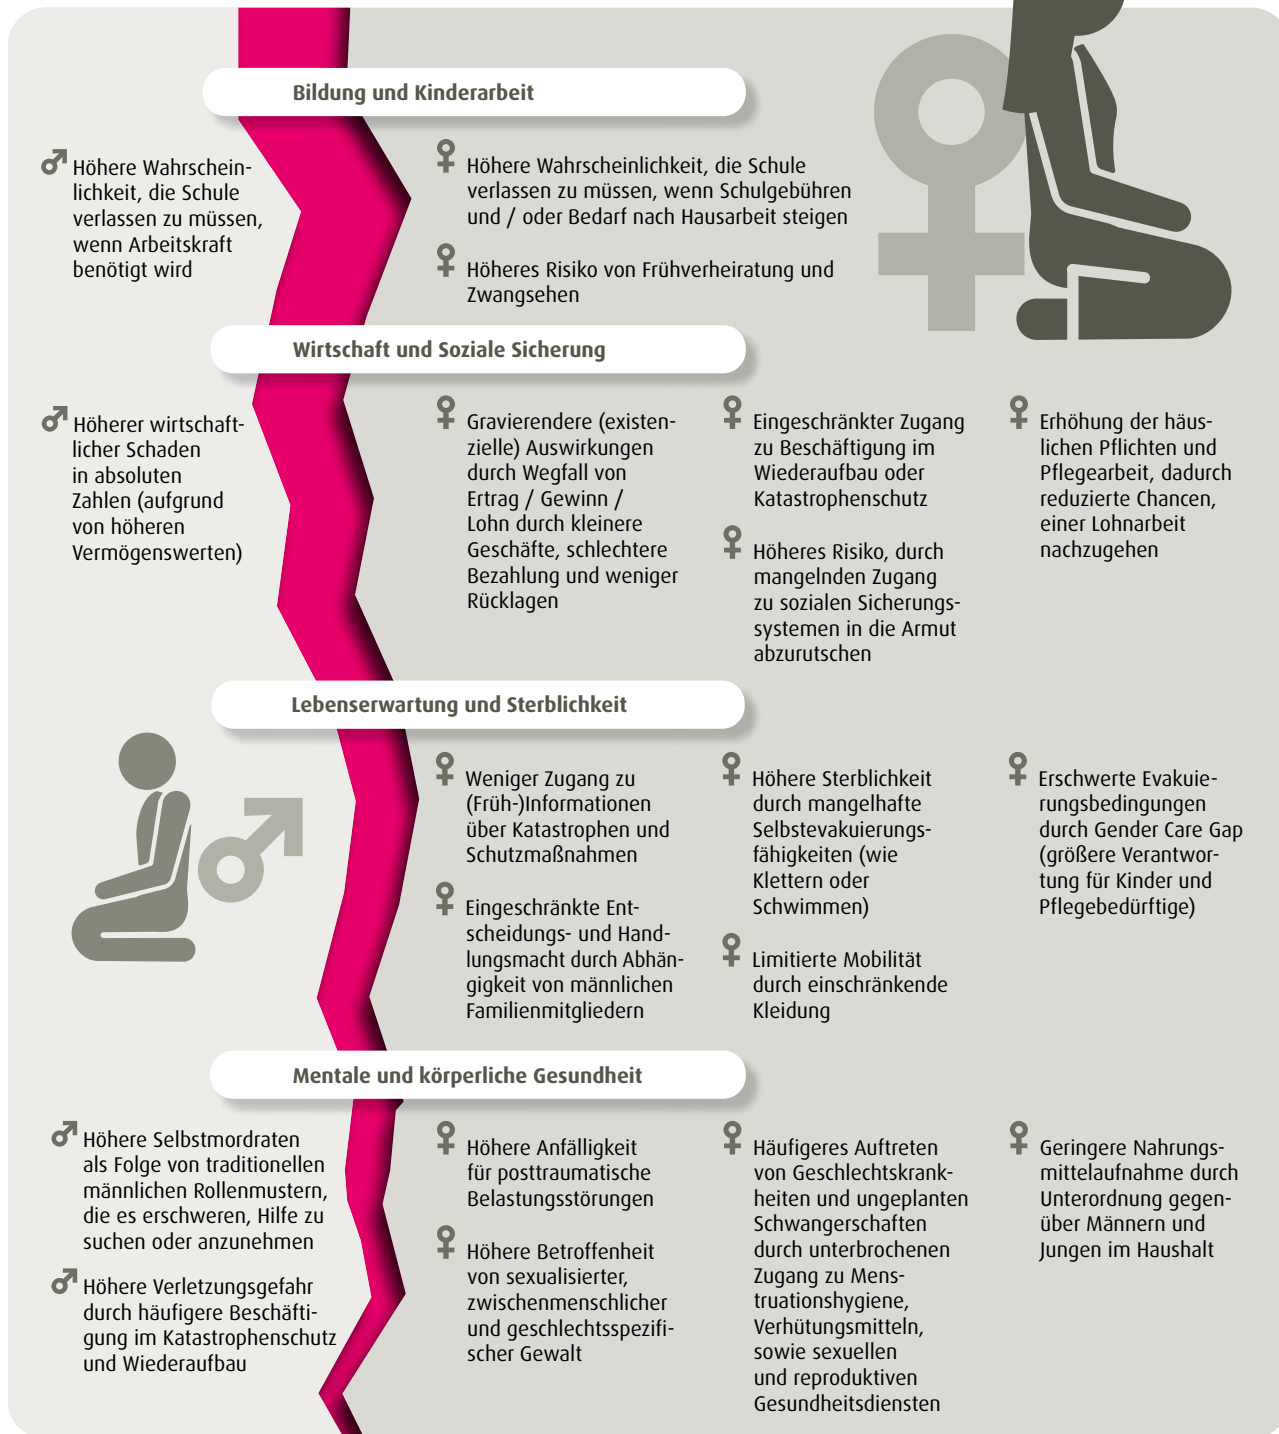 Bildung und Kinderarbeit
Höhere Wahrschein-
lichkeit, die Schule
verlassen zu müssen,
wenn Arbeitskraft
benötigt wird
Höhere Wahrscheinlichkeit, die Schule
verlassen zu müssen, wenn Schulgebühren
und / oder Bedarf nach Hausarbeit steigen
Höheres Risiko von Frühverheiratung und
Zwangsehen
Wirtschaft und Soziale Sicherung
Höherer wirtschaft-
licher Schaden
in absoluten
Zahlen (aufgrund
von höheren
Vermögenswerten)
Gravierendere (existen-
zielle) Auswirkungen
durch Wegfall von
Ertrag / Gewinn /
Lohn durch kleinere
Geschäfte, schlechtere
Bezahlung und weniger
Rücklagen
Eingeschränkter Zugang
zu Beschäftigung im
Wiederaufbau oder
Katastrophenschutz
Höheres Risiko, durch
mangelnden Zugang
zu sozialen Sicherungs-
systemen in die Armut
abzurutschen
Erhöhung der häus-
lichen Pflichten und
Pflegearbeit, dadurch
reduzierte Chancen,
einer Lohnarbeit
nachzugehen
Lebenserwartung und Sterblichkeit
Weniger Zugang zu
(Früh-)Informationen
über Katastrophen und
Schutzmaßnahmen
Eingeschränkte Ent-
scheidungs- und Hand-
lungsmacht durch Abhän-
gigkeit von männlichen
Familienmitgliedern
Höhere Sterblichkeit
durch mangelhafte
Selbstevakuierungs-
fähigkeiten (wie
Klettern oder
Schwimmen)
Limitierte Mobilität
durch einschränkende
Kleidung
Erschwerte Evakuie-
rungsbedingungen
durch Gender Care Gap
(größere Verantwor-
tung für Kinder und
Pflegebedürftige)
Mentale und körperliche Gesundheit
Höhere Selbstmordraten
als Folge von traditionellen
männlichen Rollenmustern,
die es erschweren, Hilfe zu
suchen oder anzunehmen
Höhere Verletzungsgefahr
durch häufigere Beschäfti-
gung im Katastrophenschutz
und Wiederaufbau
Höhere Anfälligkeit
für posttraumatische
Belastungsstörungen
Höhere Betroffenheit
von sexualisierter,
zwischenmenschlicher
und geschlechtsspezifi-
scher Gewalt
Häufigeres Auftreten
von Geschlechtskrank-
heiten und ungeplanten
Schwangerschaften
durch unterbrochenen
Zugang zu Mens-
truationshygiene,
Verhütungsmitteln,
sowie sexuellen
und reproduktiven
Gesundheitsdiensten
Geringere Nahrungs-
mittelaufnahme durch
Unterordnung gegen-
über Männern und
Jungen im Haushalt